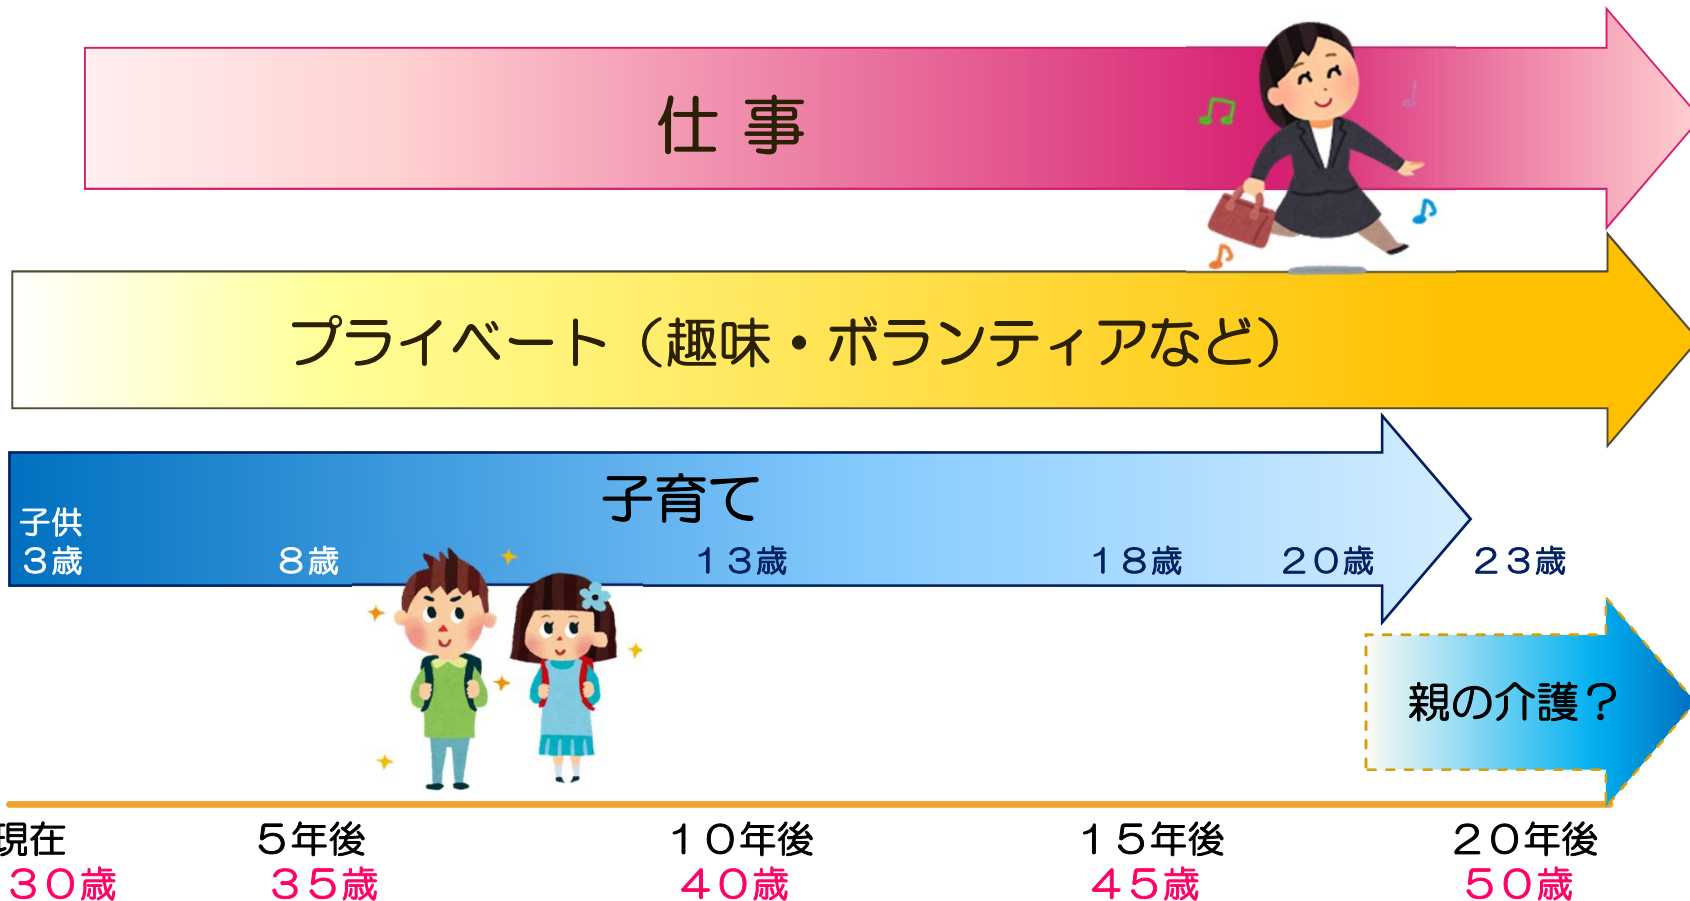 仕 事
プライベート（趣味・ボランティアなど）
子育て
子供
３歳 ８歳 １３歳 １８歳 ２０歳 ２３歳
親の介護？
現在 ５年後 １０年後 １５年後 ２０年後
３０歳 ３５歳 ４０歳 ４５歳 ５０歳